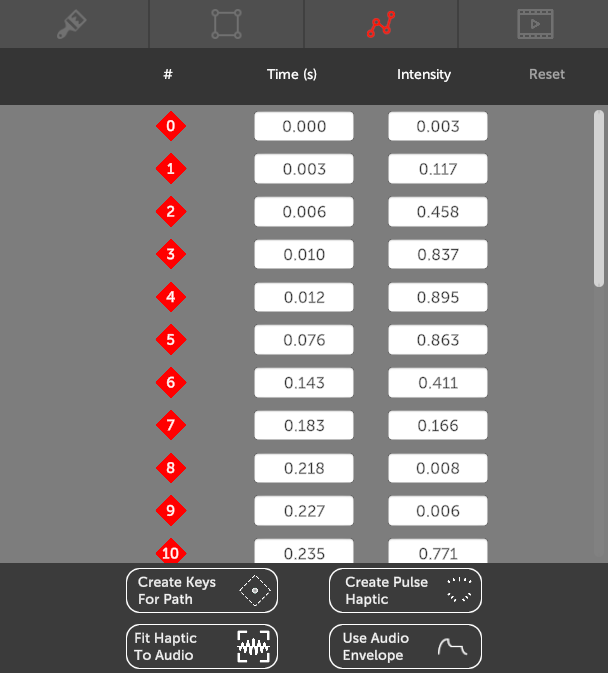 # Time (s) Intensity Reset
0 0.000 0.003
1 0.003 0.117
2 0.006 0.458
3 0.010 0.837
4 0.012 0.895
5 0.076 0.863
6 0.143 0.411
7 0.183 0.166
8 0.218 0.008
9 0.227 0.006
10 0.235 0.771
Create Keys
For Path
Create Pulse
Haptic
Fit Haptic
To Audio
Use Audio
Envelope